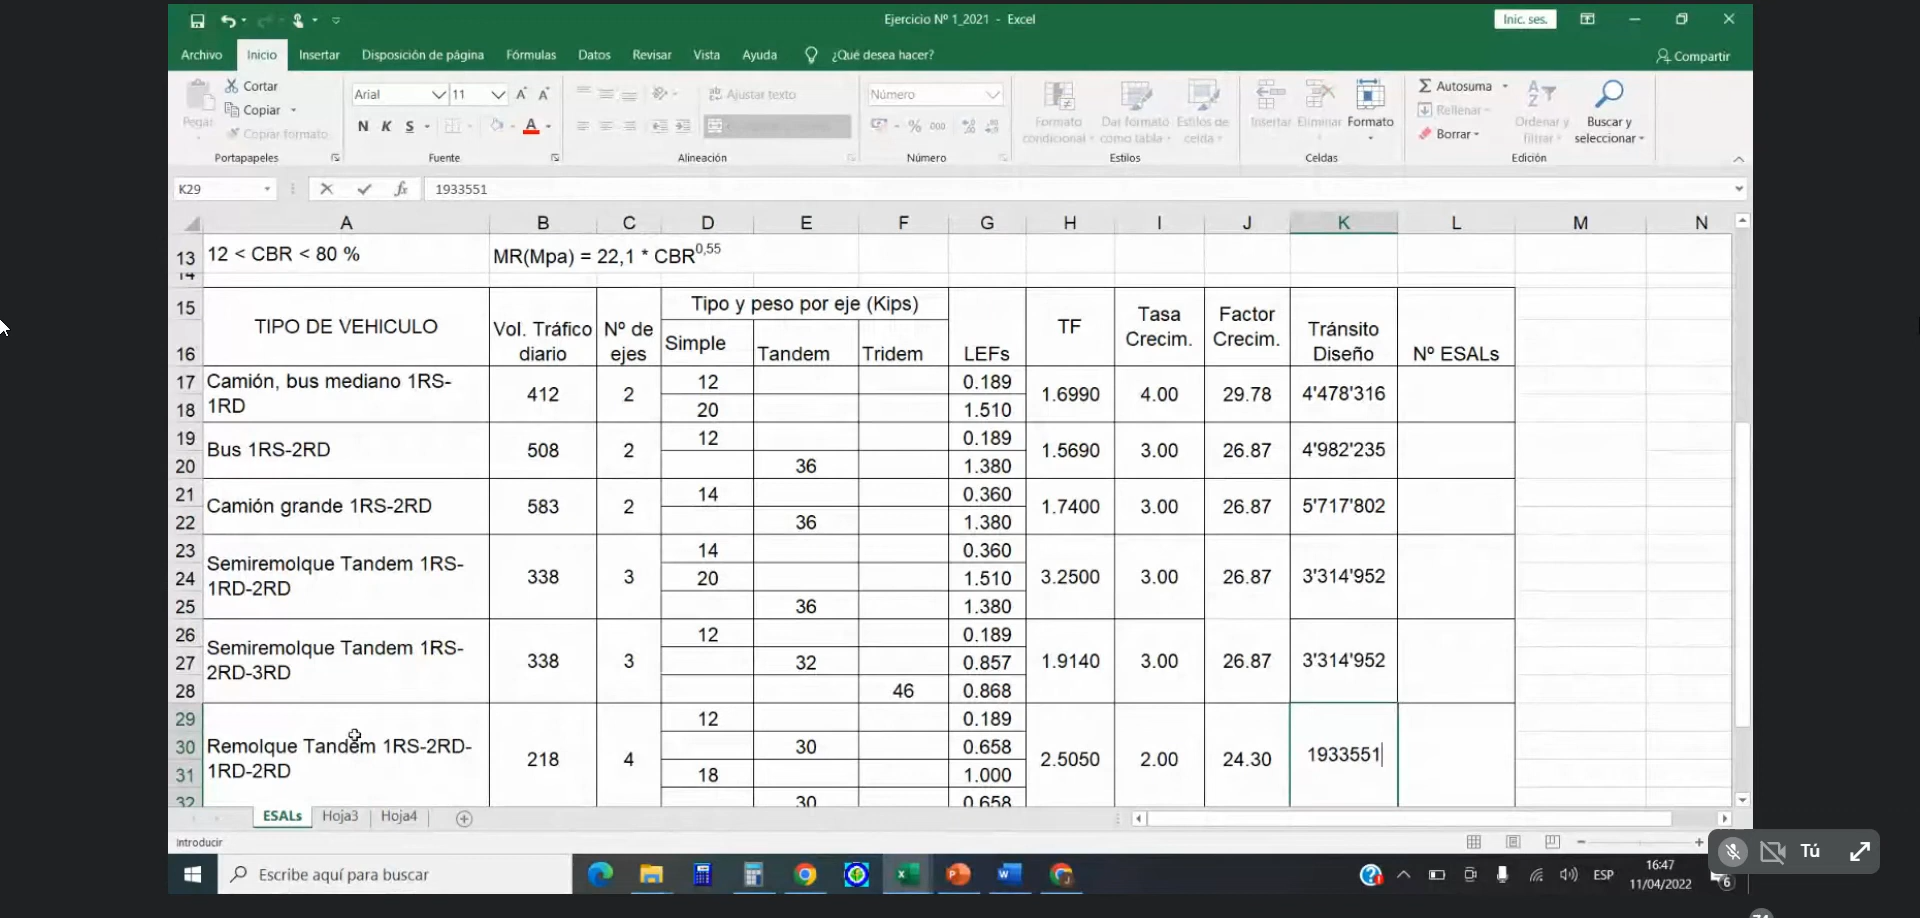 Ejercicio Nº 1_2021 - Excel
Inic. ses.
Archivo Inicio Insertar Disposición de página Fórmulas Datos Revisar Vista Ayuda ¿Qué desea hacer? Compartir
Cortar
Copiar
Copiar formato
Pegar
Portapapeles
Arial 11
N K S
Fuente
Ajustar texto
Alineación
Número
% 000
Número
Formato condicional
Dar formato como tabla
Estilos de celda
Estilos
Insertar Eliminar Formato
Celdas
Autosuma
Rellenar
Borrar
Ordenar y filtrar
Buscar y seleccionar
Edición
K29 fx 1933551
A B C D E F G H I J K L M N
13 12 < CBR < 80 % MR(Mpa) = 22,1 * CBR0,55
14
15 TIPO DE VEHICULO Vol. Tráfico diario Nº de ejes Tipo y peso por eje (Kips) LEFs TF Tasa Crecim. Factor Crecim. Tránsito Diseño Nº ESALs
16 Simple Tandem Tridem
17 Camión, bus mediano 1RS-1RD 412 2 12 0.189 1.6990 4.00 29.78 4'478'316
18 20 1.510
19 Bus 1RS-2RD 508 2 12 0.189 1.5690 3.00 26.87 4'982'235
20 36 1.380
21 Camión grande 1RS-2RD 583 2 14 0.360 1.7400 3.00 26.87 5'717'802
22 36 1.380
23 Semiremolque Tandem 1RS-1RD-2RD 338 3 14 0.360 3.2500 3.00 26.87 3'314'952
24 20 1.510
25 36 1.380
26 Semiremolque Tandem 1RS-2RD-3RD 338 3 12 0.189 1.9140 3.00 26.87 3'314'952
27 32 0.857
28 46 0.868
29 Remolque Tandem 1RS-2RD-1RD-2RD 218 4 12 0.189 2.5050 2.00 24.30 1933551
30 30 0.658
31 18 1.000
32 30 0.658
ESALs Hoja3 Hoja4
Introducir
Tú
Escribe aquí para buscar
ESP
16:47
11/04/2022
6